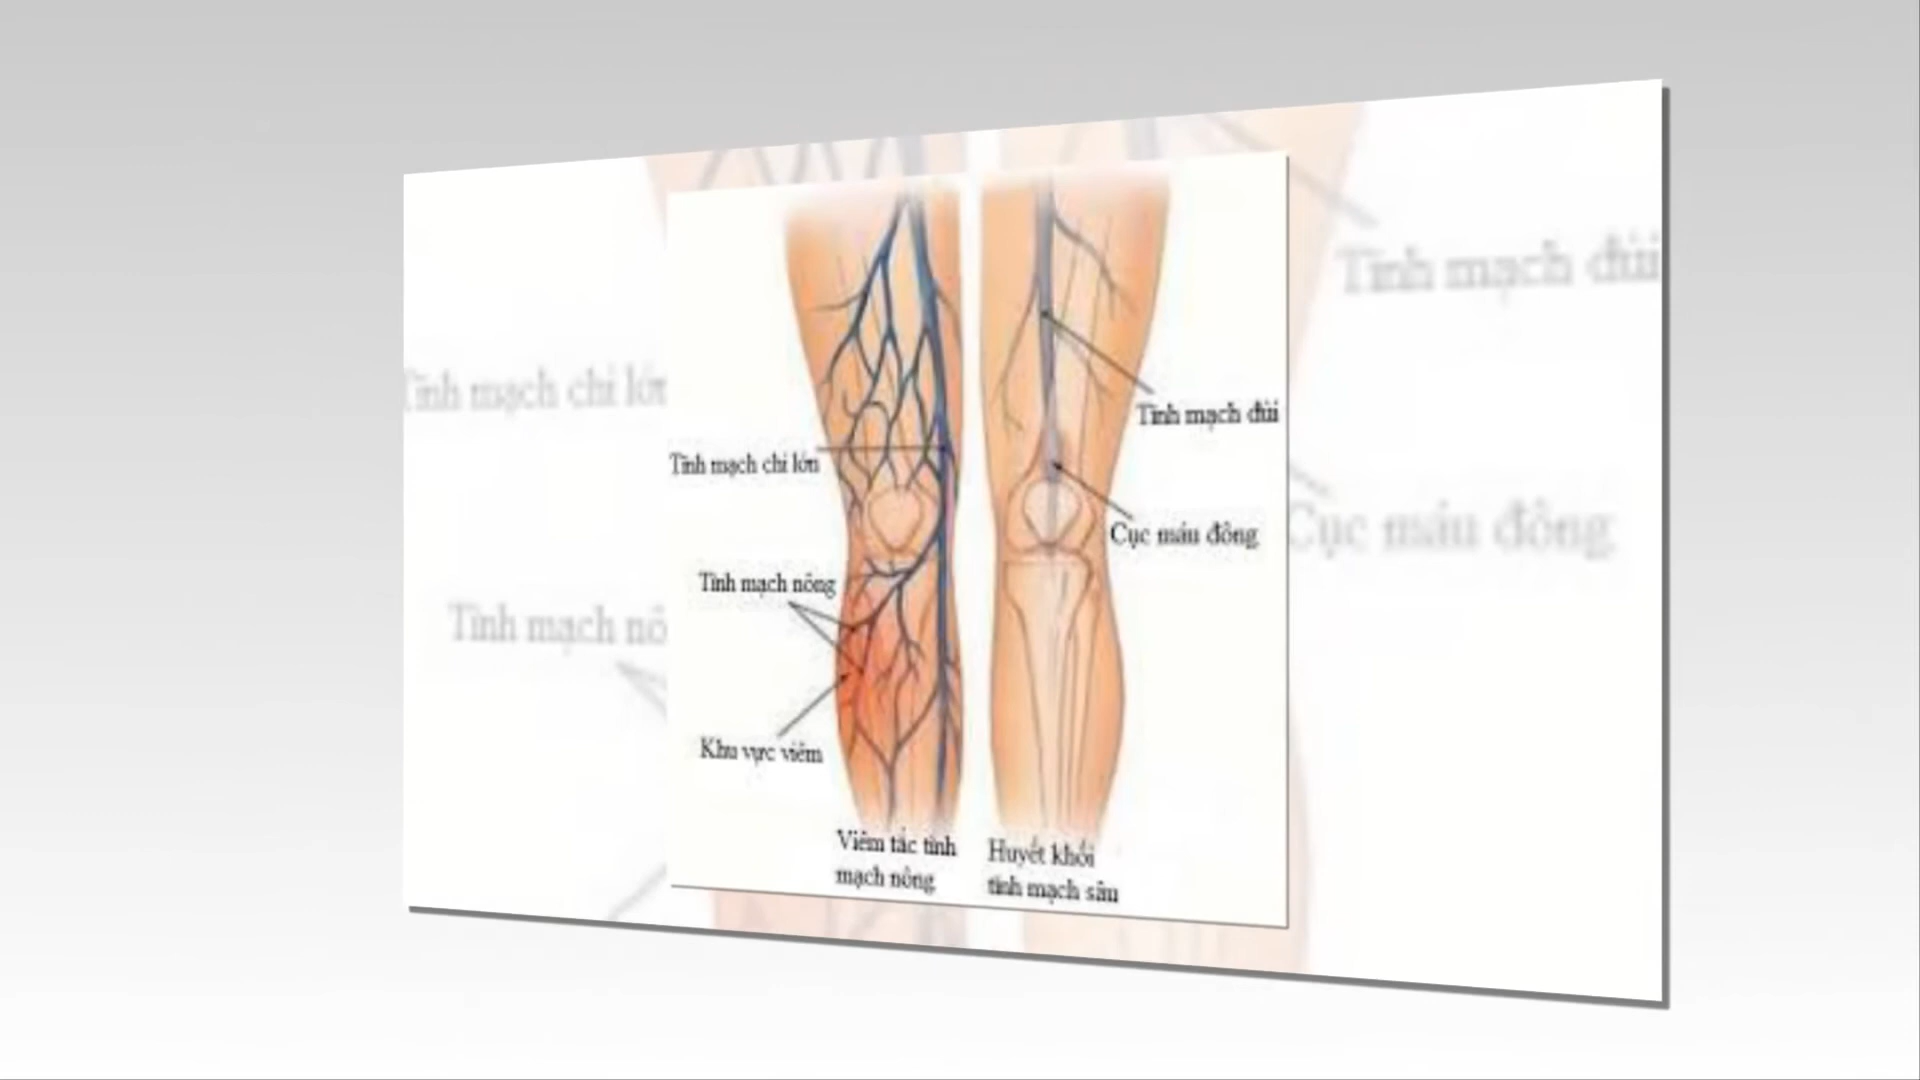 Tĩnh mạch đùi
Tĩnh mạch chi lớn
Cục máu đông
Tĩnh mạch nông
Khu vực viêm
Viêm tắc tĩnh
mạch nông
Huyết khối
tĩnh mạch sâu
Tĩnh mạch đùi
Tĩnh mạch chi lớn
Cục máu đông
Tĩnh mạch nô